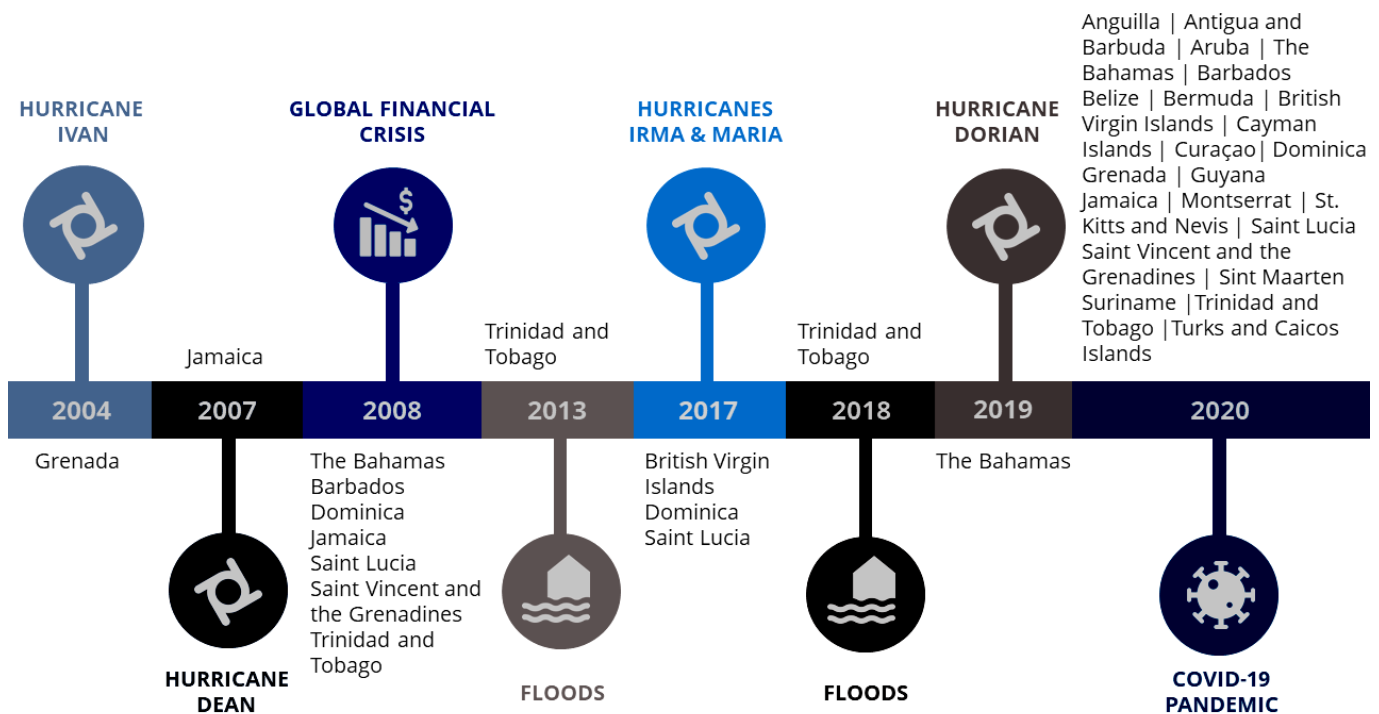 HURRICANE
IVAN
2004
Grenada
Jamaica
2007
HURRICANE
DEAN
GLOBAL FINANCIAL
CRISIS
$
2008
The Bahamas
Barbados
Dominica
Jamaica
Saint Lucia
Saint Vincent and
the Grenadines
Trinidad and
Tobago
Trinidad and
Tobago
2013
FLOODS
HURRICANES
IRMA & MARIA
2017
British Virgin
Islands
Dominica
Saint Lucia
Trinidad and
Tobago
2018
FLOODS
HURRICANE
DORIAN
2019
The Bahamas
Anguilla | Antigua and
Barbuda | Aruba | The
Bahamas | Barbados
Belize | Bermuda | British
Virgin Islands | Cayman
Islands | Curaçao| Dominica
Grenada | Guyana
Jamaica | Montserrat | St.
Kitts and Nevis | Saint Lucia
Saint Vincent and the
Grenadines | Sint Maarten
Suriname |Trinidad and
Tobago |Turks and Caicos
Islands
2020
COVID-19
PANDEMIC